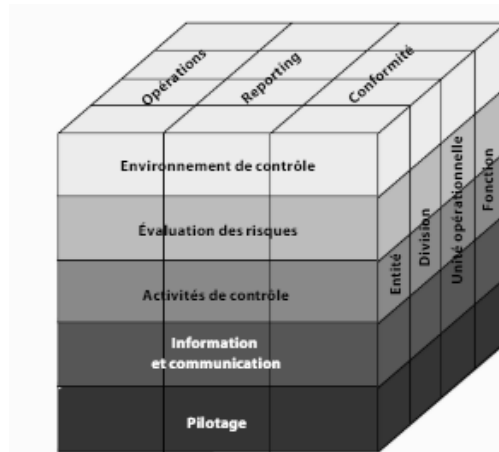 Opérations
Reporting
Conformité
Environnement de contrôle
Évaluation des risques
Activités de contrôle
Information
et communication
Pilotage
Entité
Division
Unité opérationnelle
Fonction